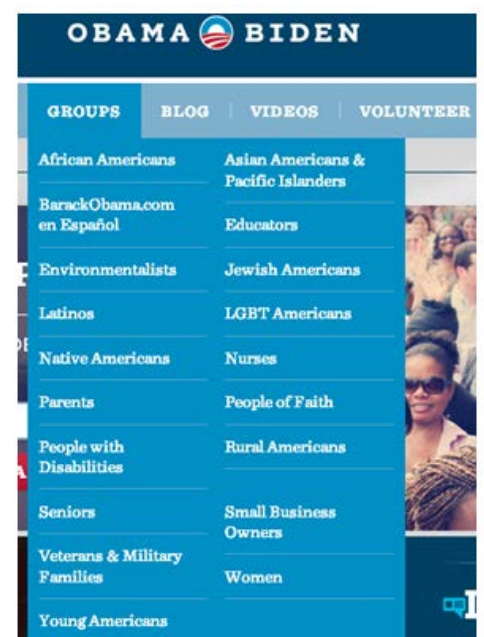 OBAMA BIDEN
GROUPS BLOG VIDEOS VOLUNTEER
African Americans
BarackObama.com
en Español
Environmentalists
Latinos
Native Americans
Parents
People with
Disabilities
Seniors
Veterans & Military
Families
Young Americans
Asian Americans &
Pacific Islanders
Educators
Jewish Americans
LGBT Americans
Nurses
People of Faith
Rural Americans
Small Business
Owners
Women